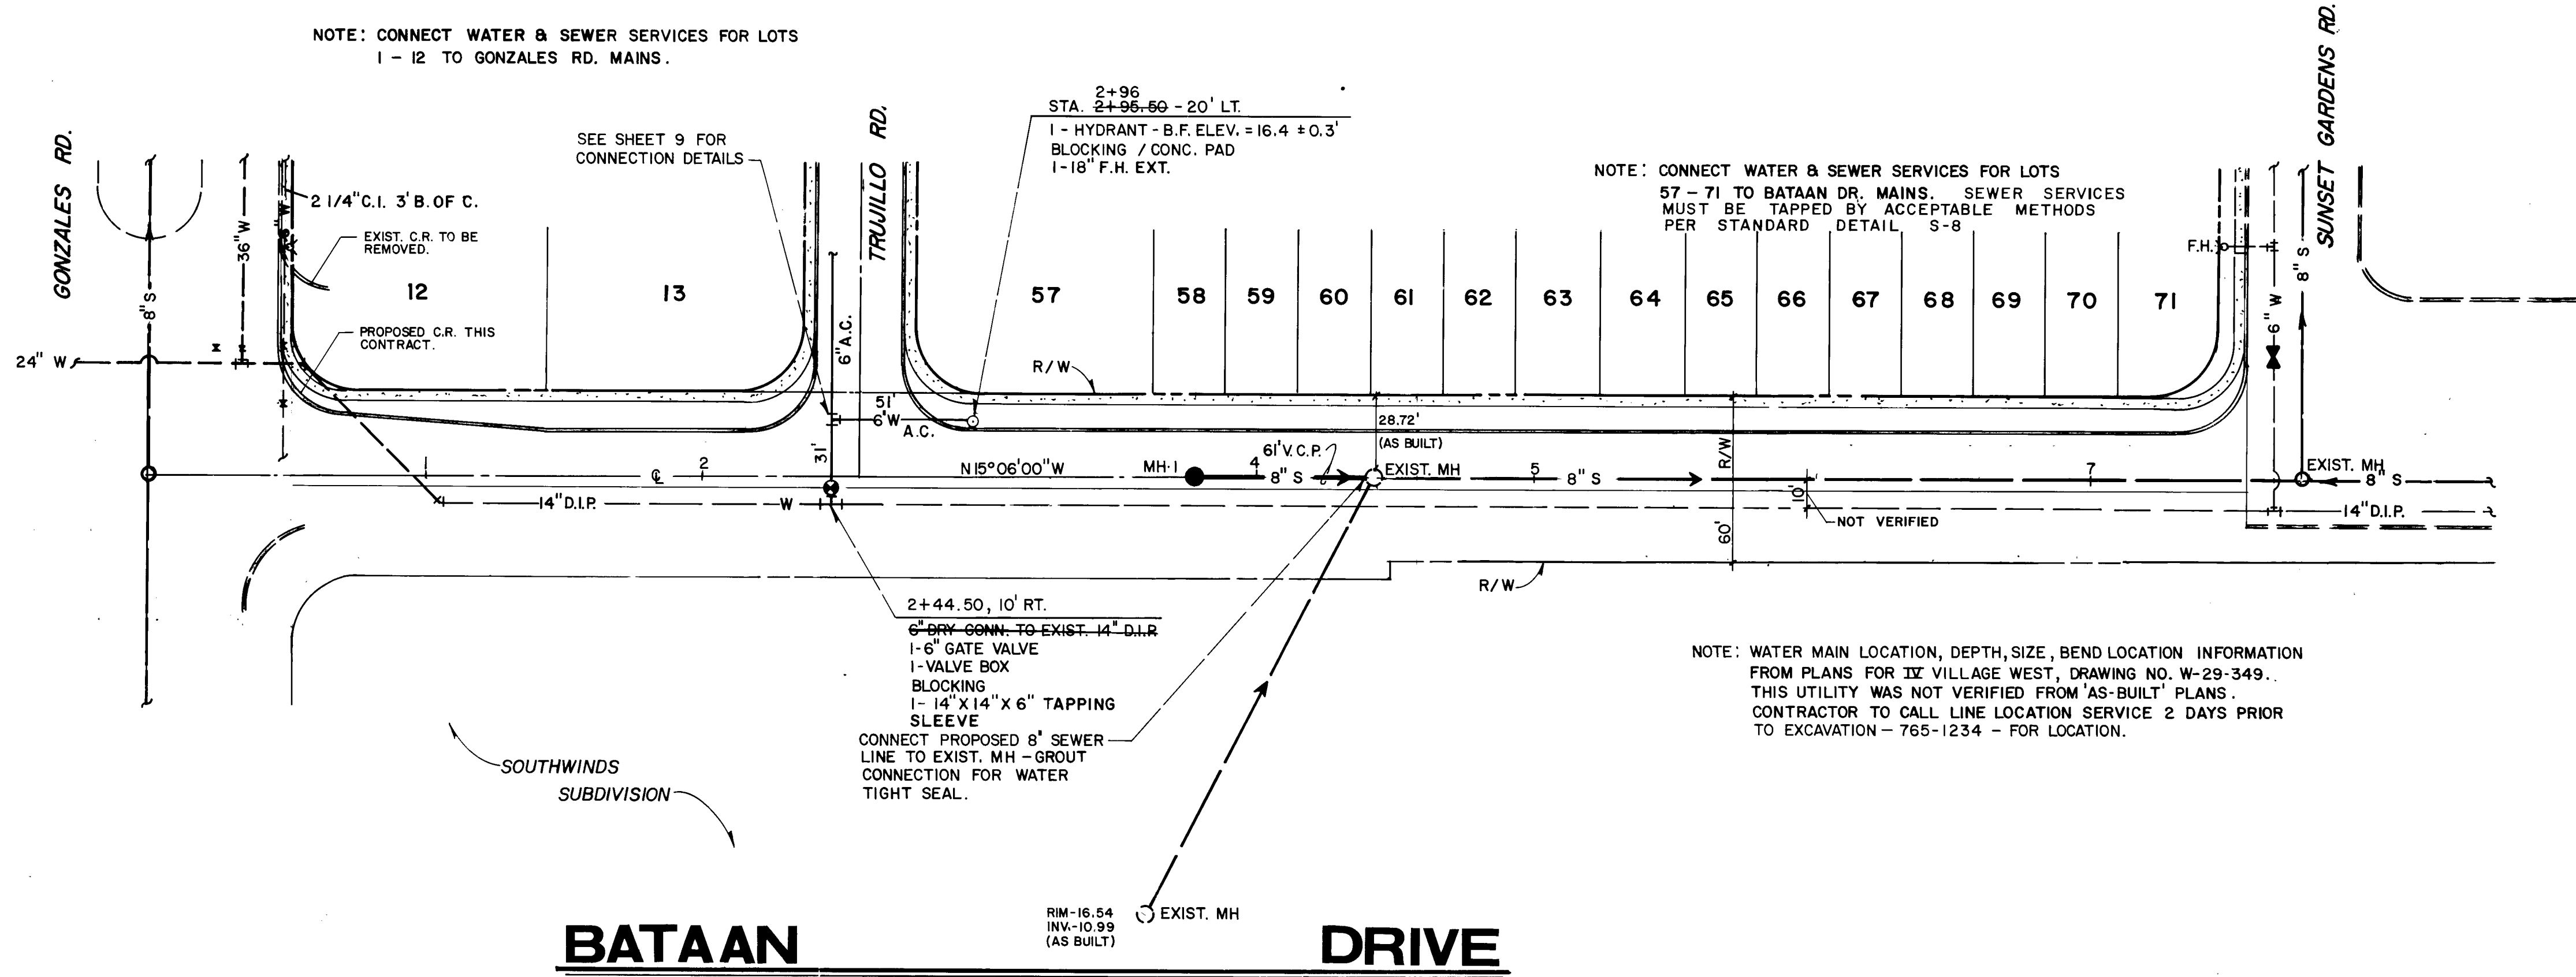 NOTE: CONNECT WATER & SEWER SERVICES FOR LOTS
1 - 12 TO GONZALES RD. MAINS.
GONZALES RD.
8" S
36" W
6" W
2 1/4" C.I. 3' B. OF C.
EXIST. C.R. TO BE
REMOVED.
12
PROPOSED C.R. THIS
CONTRACT.
24" W
13
SEE SHEET 9 FOR
CONNECTION DETAILS
TRUJILLO RD.
6" A.C.
2+96
STA. 2+95.50 - 20' LT.
1 - HYDRANT - B.F. ELEV. = 16.4 ±0.3'
BLOCKING / CONC. PAD
1-18" F.H. EXT.
NOTE: CONNECT WATER & SEWER SERVICES FOR LOTS
57 - 71 TO BATAAN DR. MAINS. SEWER SERVICES
MUST BE TAPPED BY ACCEPTABLE METHODS
PER STANDARD DETAIL S-8
57
58
59
60
61
62
63
64
65
66
67
68
69
70
71
F.H.
6" W
8" S
SUNSET GARDENS RD.
R/W
51'
6" W
A.C.
31'
28.72'
(AS BUILT)
R/W
60'
1
℄
2
N 15° 06' 00" W
MH-1
4
61' V.C.P.
8" S
EXIST. MH
5
8" S
7
EXIST. MH
8" S
14" D.I.P.
W
10'
NOT VERIFIED
14" D.I.P.
R/W
2+44.50, 10' RT.
6" DRY CONN. TO EXIST. 14" D.I.P.
1-6" GATE VALVE
1-VALVE BOX
BLOCKING
1- 14" X 14" X 6" TAPPING
SLEEVE
CONNECT PROPOSED 8" SEWER
LINE TO EXIST. MH - GROUT
CONNECTION FOR WATER
TIGHT SEAL.
NOTE: WATER MAIN LOCATION, DEPTH, SIZE, BEND LOCATION INFORMATION
FROM PLANS FOR IV VILLAGE WEST, DRAWING NO. W-29-349.
THIS UTILITY WAS NOT VERIFIED FROM 'AS-BUILT' PLANS.
CONTRACTOR TO CALL LINE LOCATION SERVICE 2 DAYS PRIOR
TO EXCAVATION - 765-1234 - FOR LOCATION.
SOUTHWINDS
SUBDIVISION
RIM-16.54
INV.-10.99
(AS BUILT)
EXIST. MH
BATAAN DRIVE